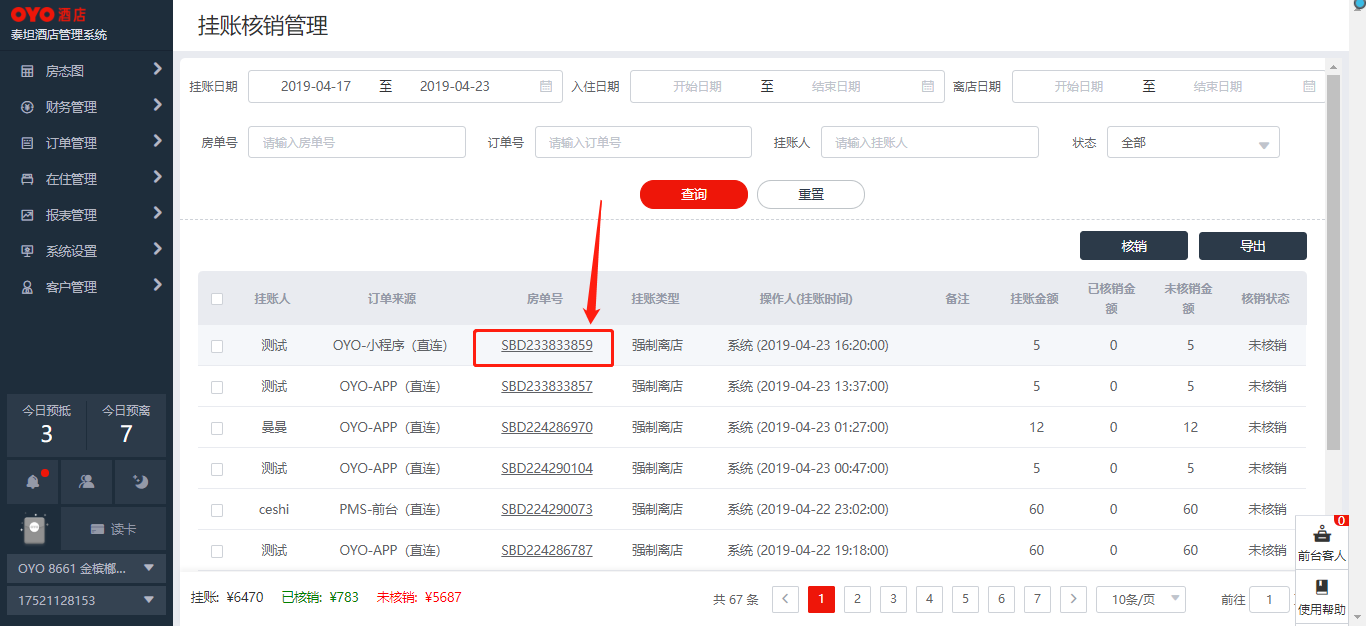 OYO 酒店
泰坦酒店管理系统
房态图
财务管理
订单管理
在住管理
报表管理
系统设置
客户管理
今日预抵 今日预离
3 7
读卡
OYO 8661 金槟榔...
17521128153
挂账核销管理
挂账日期 2019-04-17 至 2019-04-23 入住日期 开始日期 至 结束日期 离店日期 开始日期 至 结束日期
房单号 请输入房单号 订单号 请输入订单号 挂账人 请输入挂账人 状态 全部
查询 重置
核销 导出
挂账人 订单来源 房单号 挂账类型 操作人(挂账时间) 备注 挂账金额 已核销金额 未核销金额 核销状态
测试 OYO-小程序（直连） SBD233833859 强制离店 系统 (2019-04-23 16:20:00) 5 0 5 未核销
测试 OYO-APP（直连） SBD233833857 强制离店 系统 (2019-04-23 13:37:00) 5 0 5 未核销
曼曼 OYO-APP（直连） SBD224286970 强制离店 系统 (2019-04-23 01:27:00) 12 0 12 未核销
测试 OYO-APP（直连） SBD224290104 强制离店 系统 (2019-04-23 00:47:00) 5 0 5 未核销
ceshi PMS-前台（直连） SBD224290073 强制离店 系统 (2019-04-22 23:02:00) 60 0 60 未核销
测试 OYO-APP（直连） SBD224286787 强制离店 系统 (2019-04-22 19:18:00) 60 0 60 未核销
挂账: ¥6470 已核销: ¥783 未核销: ¥5687
共 67 条 1 2 3 4 5 6 7 10条/页 前往 1
0
前台客人
使用帮助